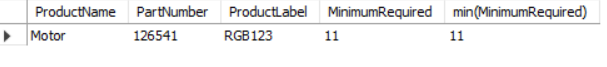 ProductName PartNumber ProductLabel MinimumRequired min(MinimumRequired)
Motor 126541 RGB123 11 11